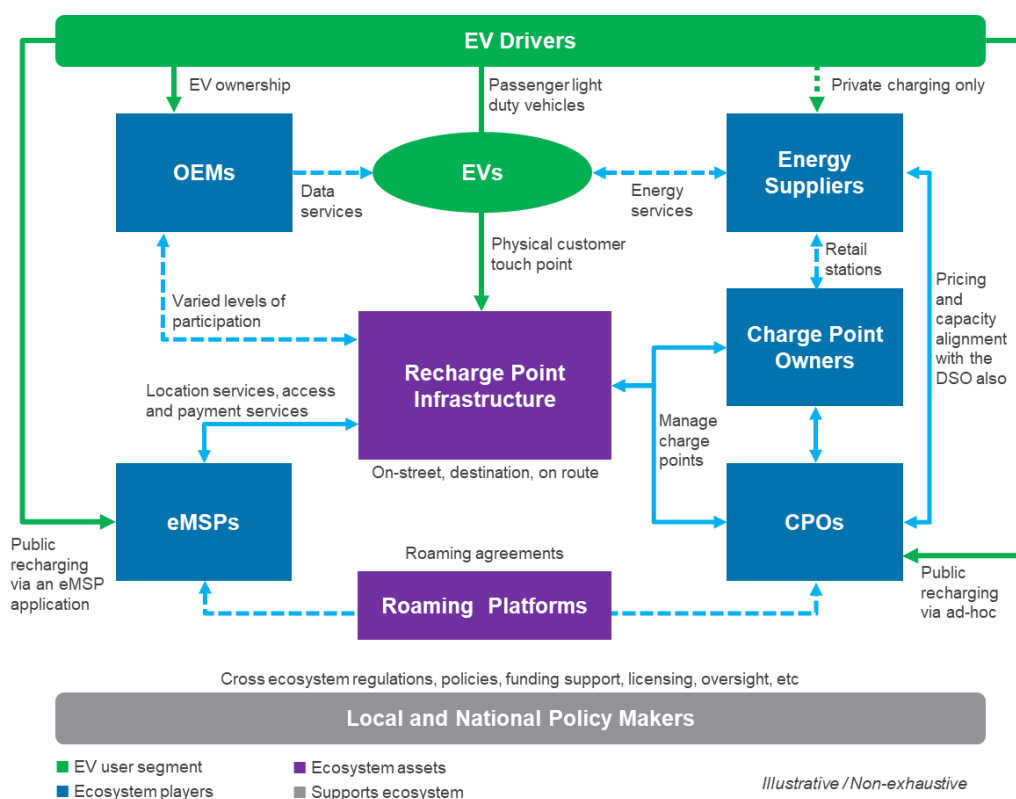 EV Drivers
EV ownership
Passenger light
duty vehicles
Private charging only
OEMs
Data
services
EVs
Energy
services
Energy
Suppliers
Physical customer
touch point
Retail
stations
Varied levels of
participation
Pricing
and
capacity
alignment
with the
DSO also
Recharge Point
Infrastructure
Charge Point
Owners
Location services, access
and payment services
Manage
charge
points
On-street, destination, on route
eMSPs
CPOs
Public
recharging
via an eMSP
application
Roaming agreements
Roaming Platforms
Public
recharging
via ad-hoc
Cross ecosystem regulations, policies, funding support, licensing, oversight, etc
Local and National Policy Makers
EV user segment
Ecosystem assets
Ecosystem players
Supports ecosystem
Illustrative / Non-exhaustive